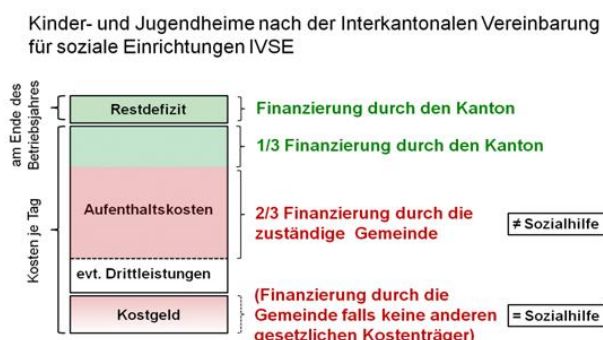 Kinder- und Jugendheime nach der Interkantonalen Vereinbarung
für soziale Einrichtungen IVSE
am Ende des
Betriebsjahres
Restdefizit
Finanzierung durch den Kanton
1/3 Finanzierung durch den Kanton
Kosten je Tag
Aufenthaltskosten
2/3 Finanzierung durch die
zuständige Gemeinde
≠ Sozialhilfe
evt. Drittleistungen
Kostgeld
(Finanzierung durch die
Gemeinde falls keine anderen
gesetzlichen Kostenträger)
= Sozialhilfe